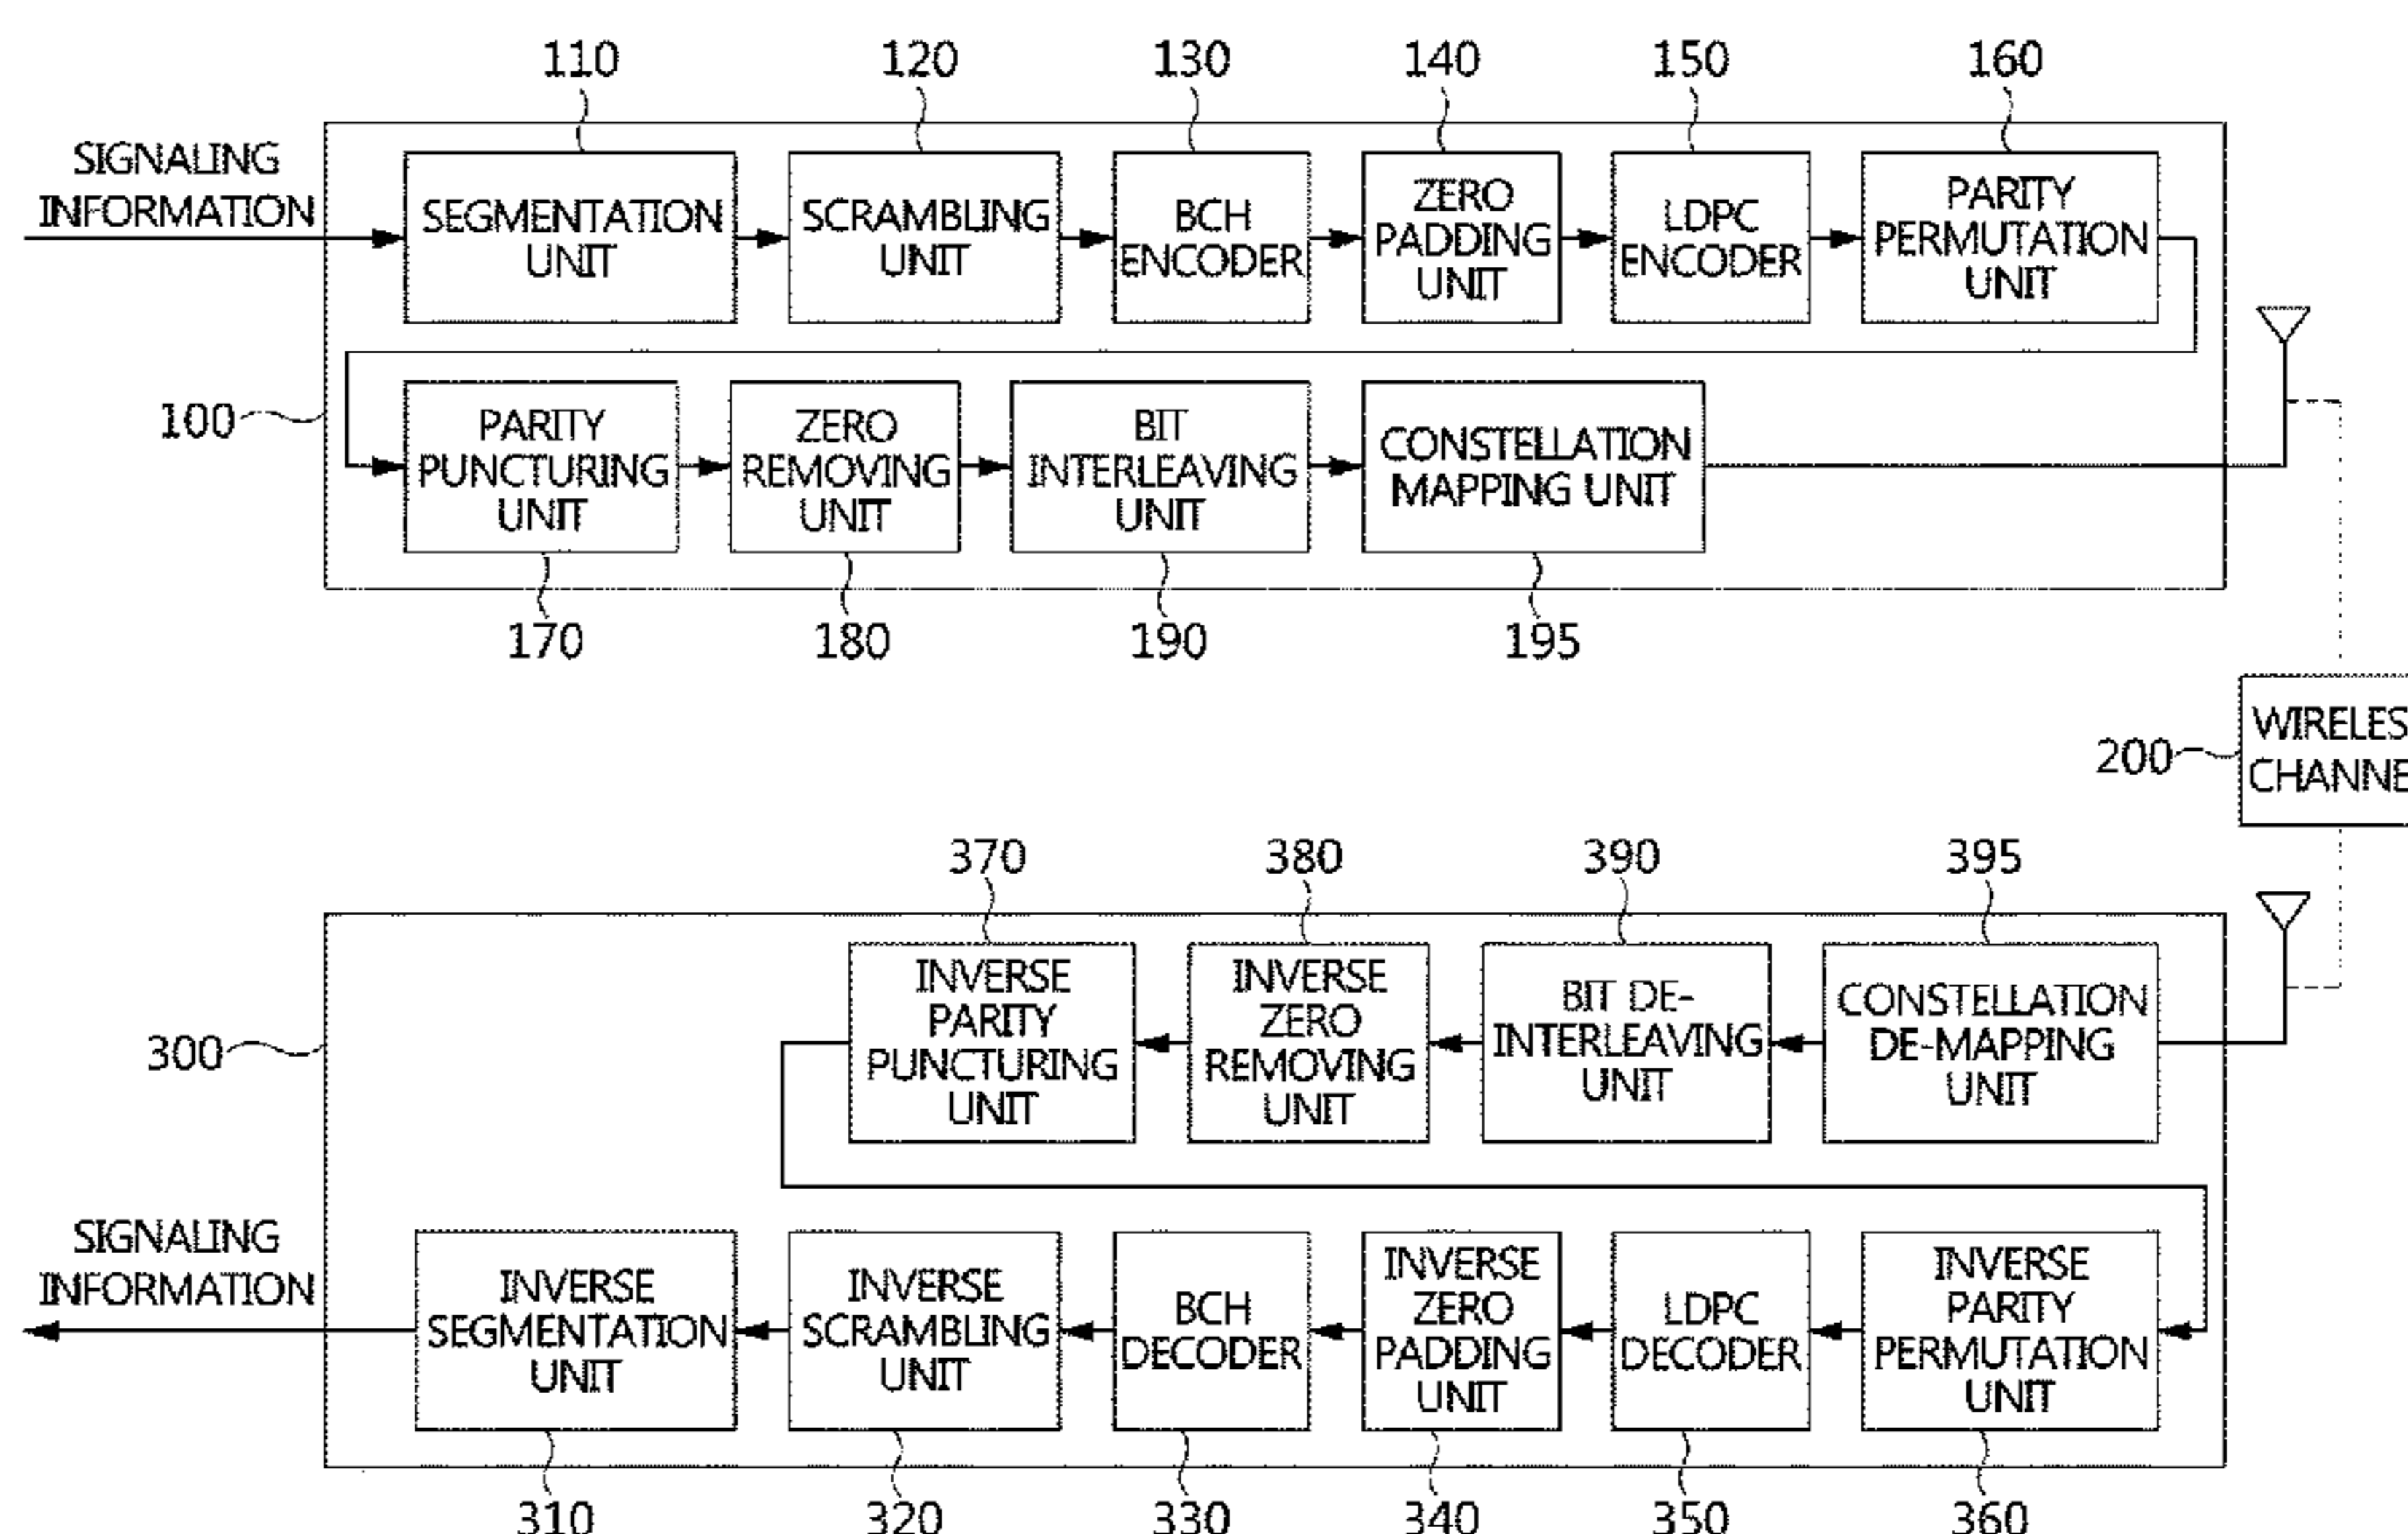 110
120
130
140
150
160
SIGNALING
INFORMATION
SEGMENTATION
UNIT
SCRAMBLING
UNIT
BCH
ENCODER
ZERO
PADDING
UNIT
LDPC
ENCODER
PARITY
PERMUTATION
UNIT
100
PARITY
PUNCTURING
UNIT
ZERO
REMOVING
UNIT
BIT
INTERLEAVING
UNIT
CONSTELLATION
MAPPING UNIT
170
180
190
195
200
WIRELES
CHANNE
370
380
390
395
300
INVERSE
PARITY
PUNCTURING
UNIT
INVERSE
ZERO
REMOVING
UNIT
BIT DE-
INTERLEAVING
UNIT
CONSTELLATION
DE-MAPPING
UNIT
SIGNALING
INFORMATION
INVERSE
SEGMENTATION
UNIT
INVERSE
SCRAMBLING
UNIT
BCH
DECODER
INVERSE
ZERO
PADDING
UNIT
LDPC
DECODER
INVERSE
PARITY
PERMUTATION
UNIT
310
320
330
340
350
360